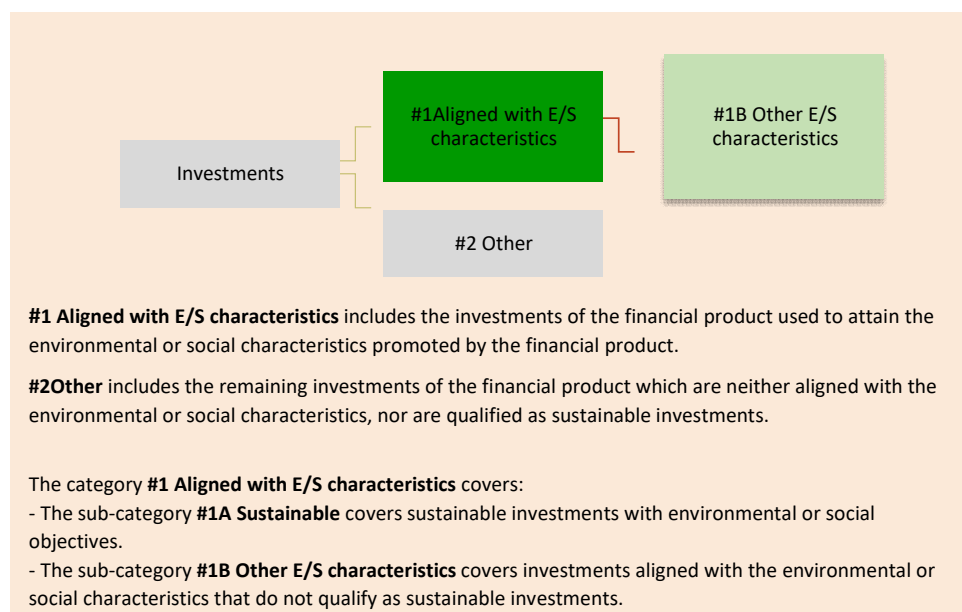 #1Aligned with E/S
characteristics
#1B Other E/S
characteristics
Investments
#2 Other
#1 Aligned with E/S characteristics includes the investments of the financial product used to attain the
environmental or social characteristics promoted by the financial product.
#2Other includes the remaining investments of the financial product which are neither aligned with the
environmental or social characteristics, nor are qualified as sustainable investments.
The category #1 Aligned with E/S characteristics covers:
- The sub-category #1A Sustainable covers sustainable investments with environmental or social
objectives.
- The sub-category #1B Other E/S characteristics covers investments aligned with the environmental or
social characteristics that do not qualify as sustainable investments.